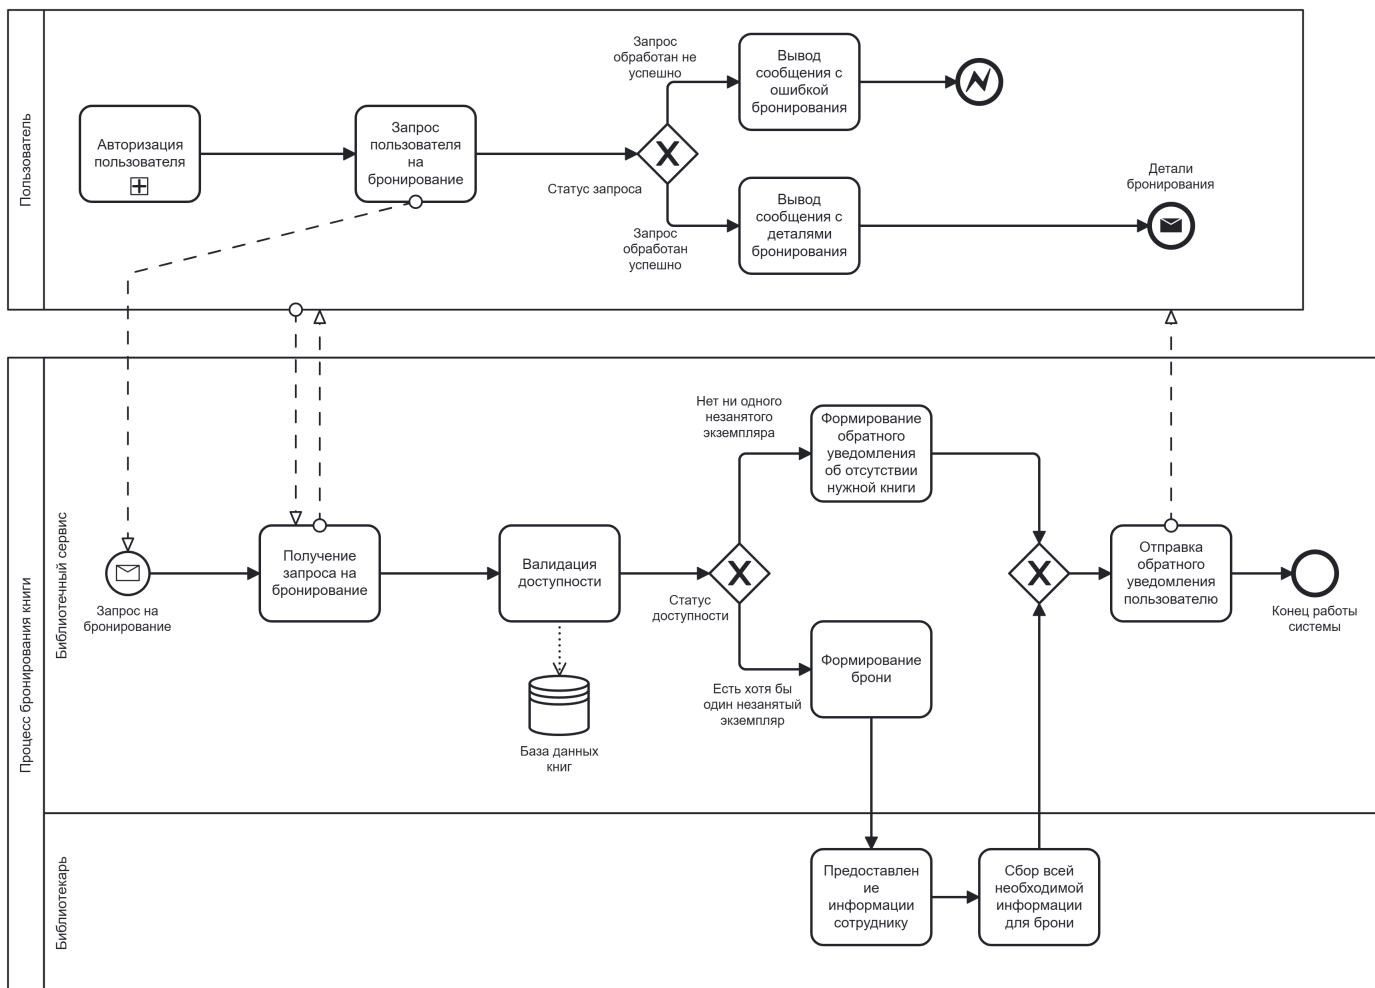 Пользователь
Авторизация
пользователя
Запрос
пользователя
на
бронирование
Статус запроса
Запрос
обработан не
успешно
Вывод
сообщения с
ошибкой
бронирования
Запрос
обработан
успешно
Вывод
сообщения с
деталями
бронирования
Детали
бронирования
Процесс бронирования книги
Библиотечный сервис
Запрос на
бронирование
Получение
запроса на
бронирование
Валидация
доступности
База данных
книг
Статус
доступности
Нет ни одного
незанятого
экземпляра
Формирование
обратного
уведомления
об отсутствии
нужной книги
Есть хотя бы
один незанятый
экземпляр
Формирование
брони
Отправка
обратного
уведомления
пользователю
Конец работы
системы
Библиотекарь
Предоставлен
ие
информации
сотруднику
Сбор всей
необходимой
информации
для брони